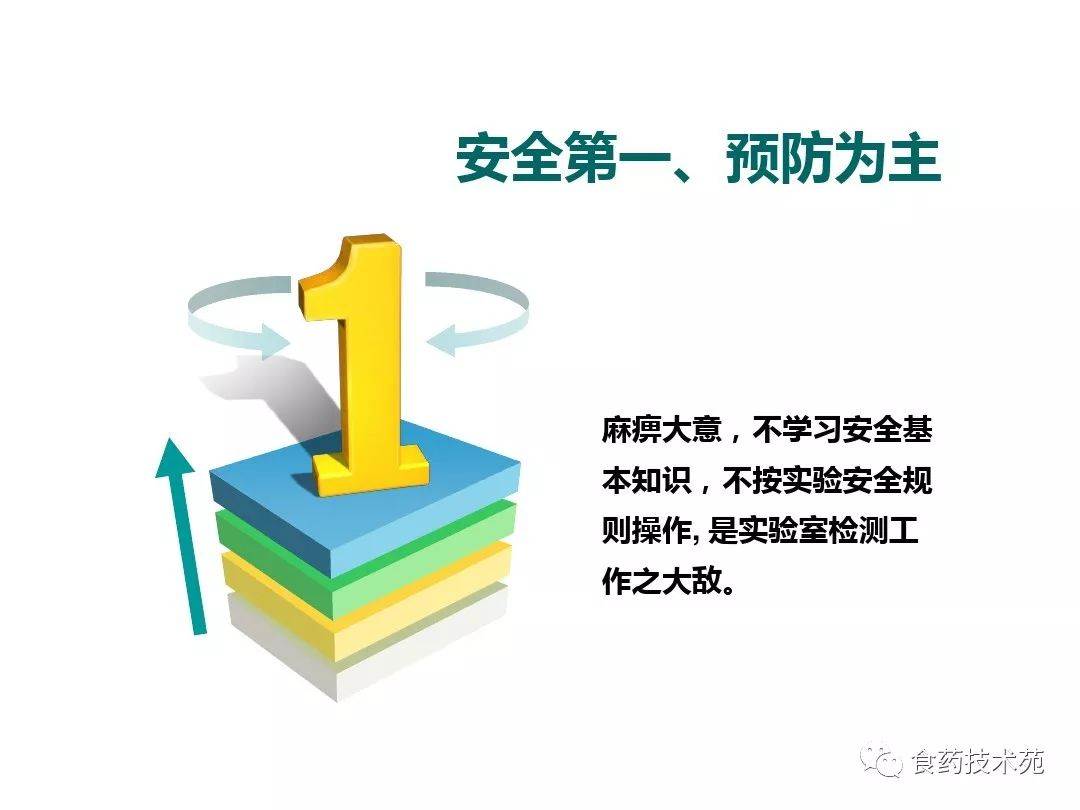 安全第一、预防为主
1
麻痹大意，不学习安全基
本知识，不按实验安全规
则操作, 是实验室检测工
作之大敌。
食药技术苑